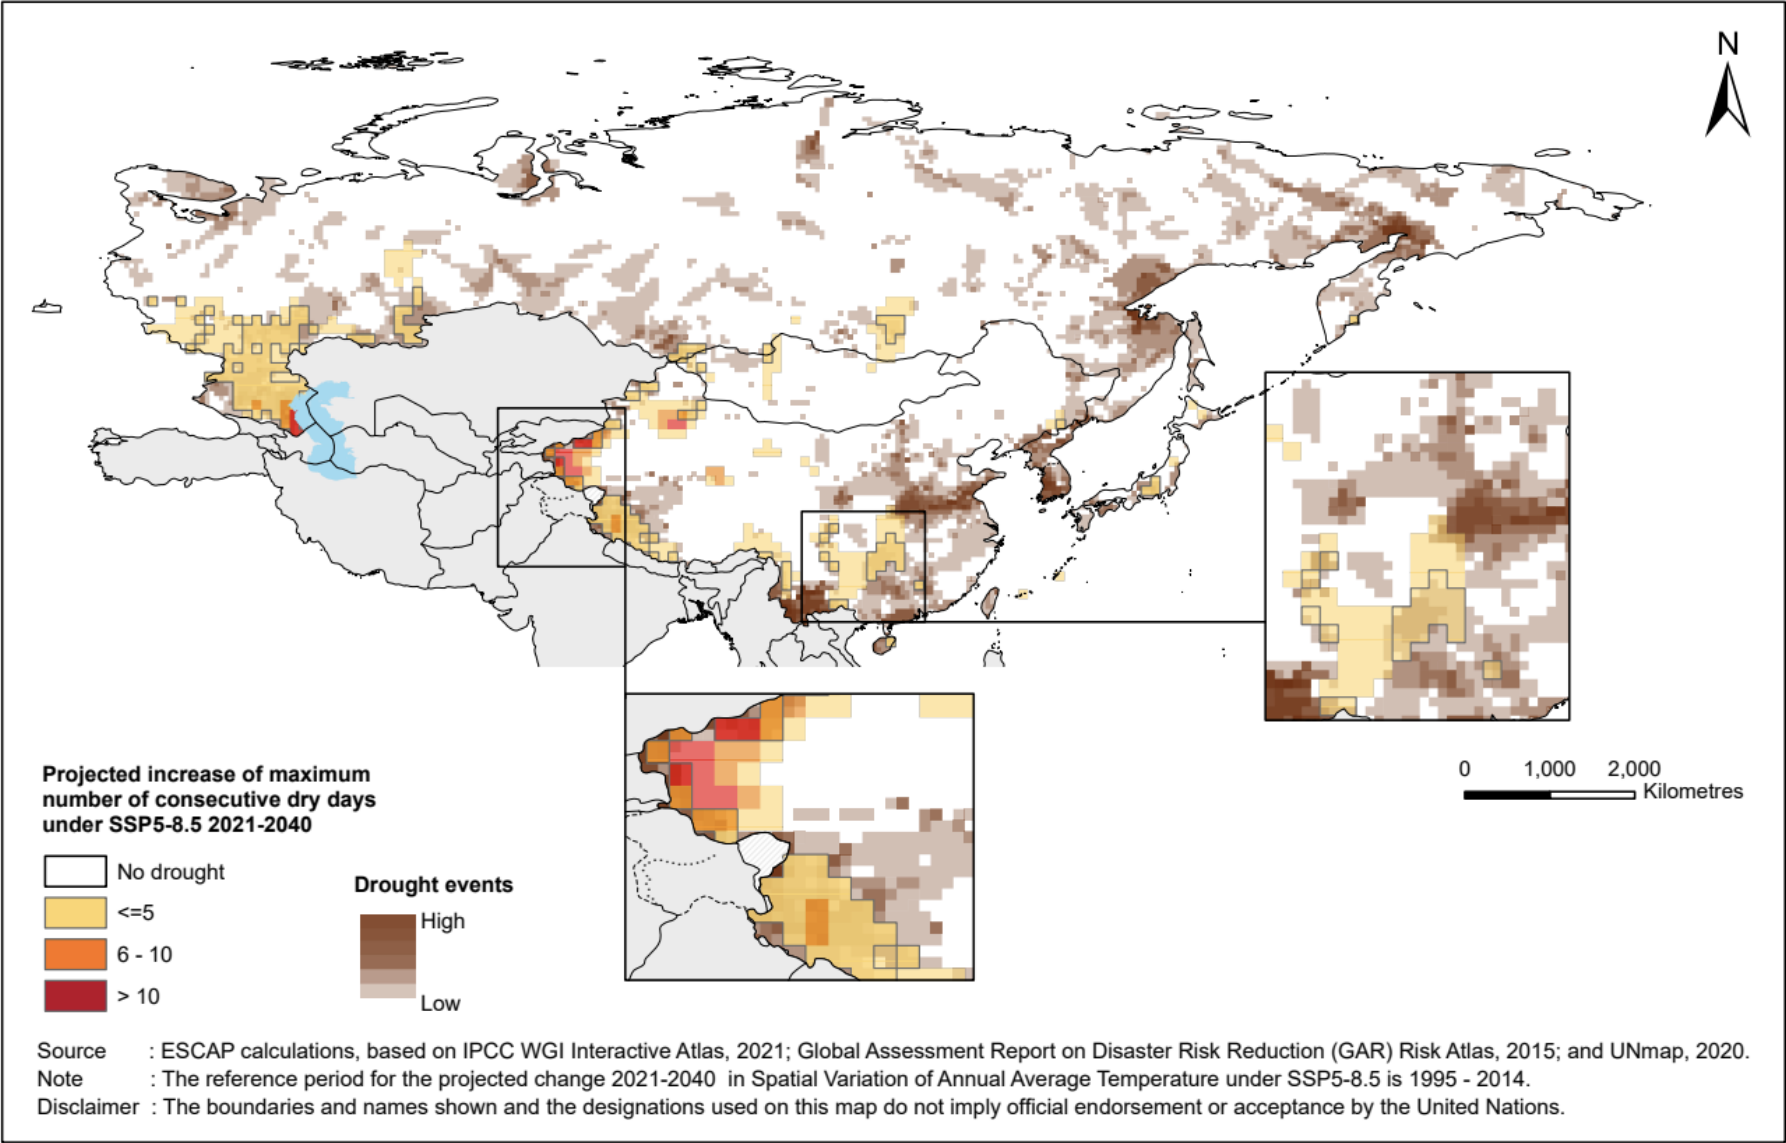 N
0 1,000 2,000
Kilometres
Projected increase of maximum
number of consecutive dry days
under SSP5-8.5 2021-2040
No drought
<=5
6 - 10
> 10
Drought events
High
Low
Source : ESCAP calculations, based on IPCC WGI Interactive Atlas, 2021; Global Assessment Report on Disaster Risk Reduction (GAR) Risk Atlas, 2015; and UNmap, 2020.
Note : The reference period for the projected change 2021-2040 in Spatial Variation of Annual Average Temperature under SSP5-8.5 is 1995 - 2014.
Disclaimer : The boundaries and names shown and the designations used on this map do not imply official endorsement or acceptance by the United Nations.